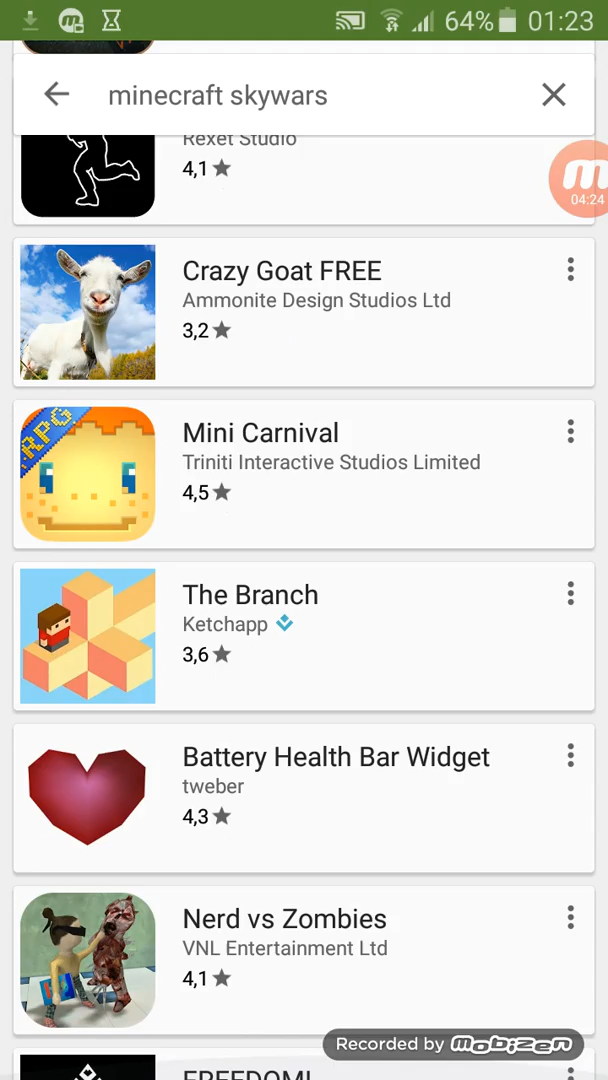 64% 01:23
minecraft skywars
Rexet Studio
4,1
04:24
Crazy Goat FREE
Ammonite Design Studios Ltd
3,2
RPG
Mini Carnival
Triniti Interactive Studios Limited
4,5
The Branch
Ketchapp
3,6
Battery Health Bar Widget
tweber
4,3
Nerd vs Zombies
VNL Entertainment Ltd
4,1
Recorded by mobizen
FREEDOM!